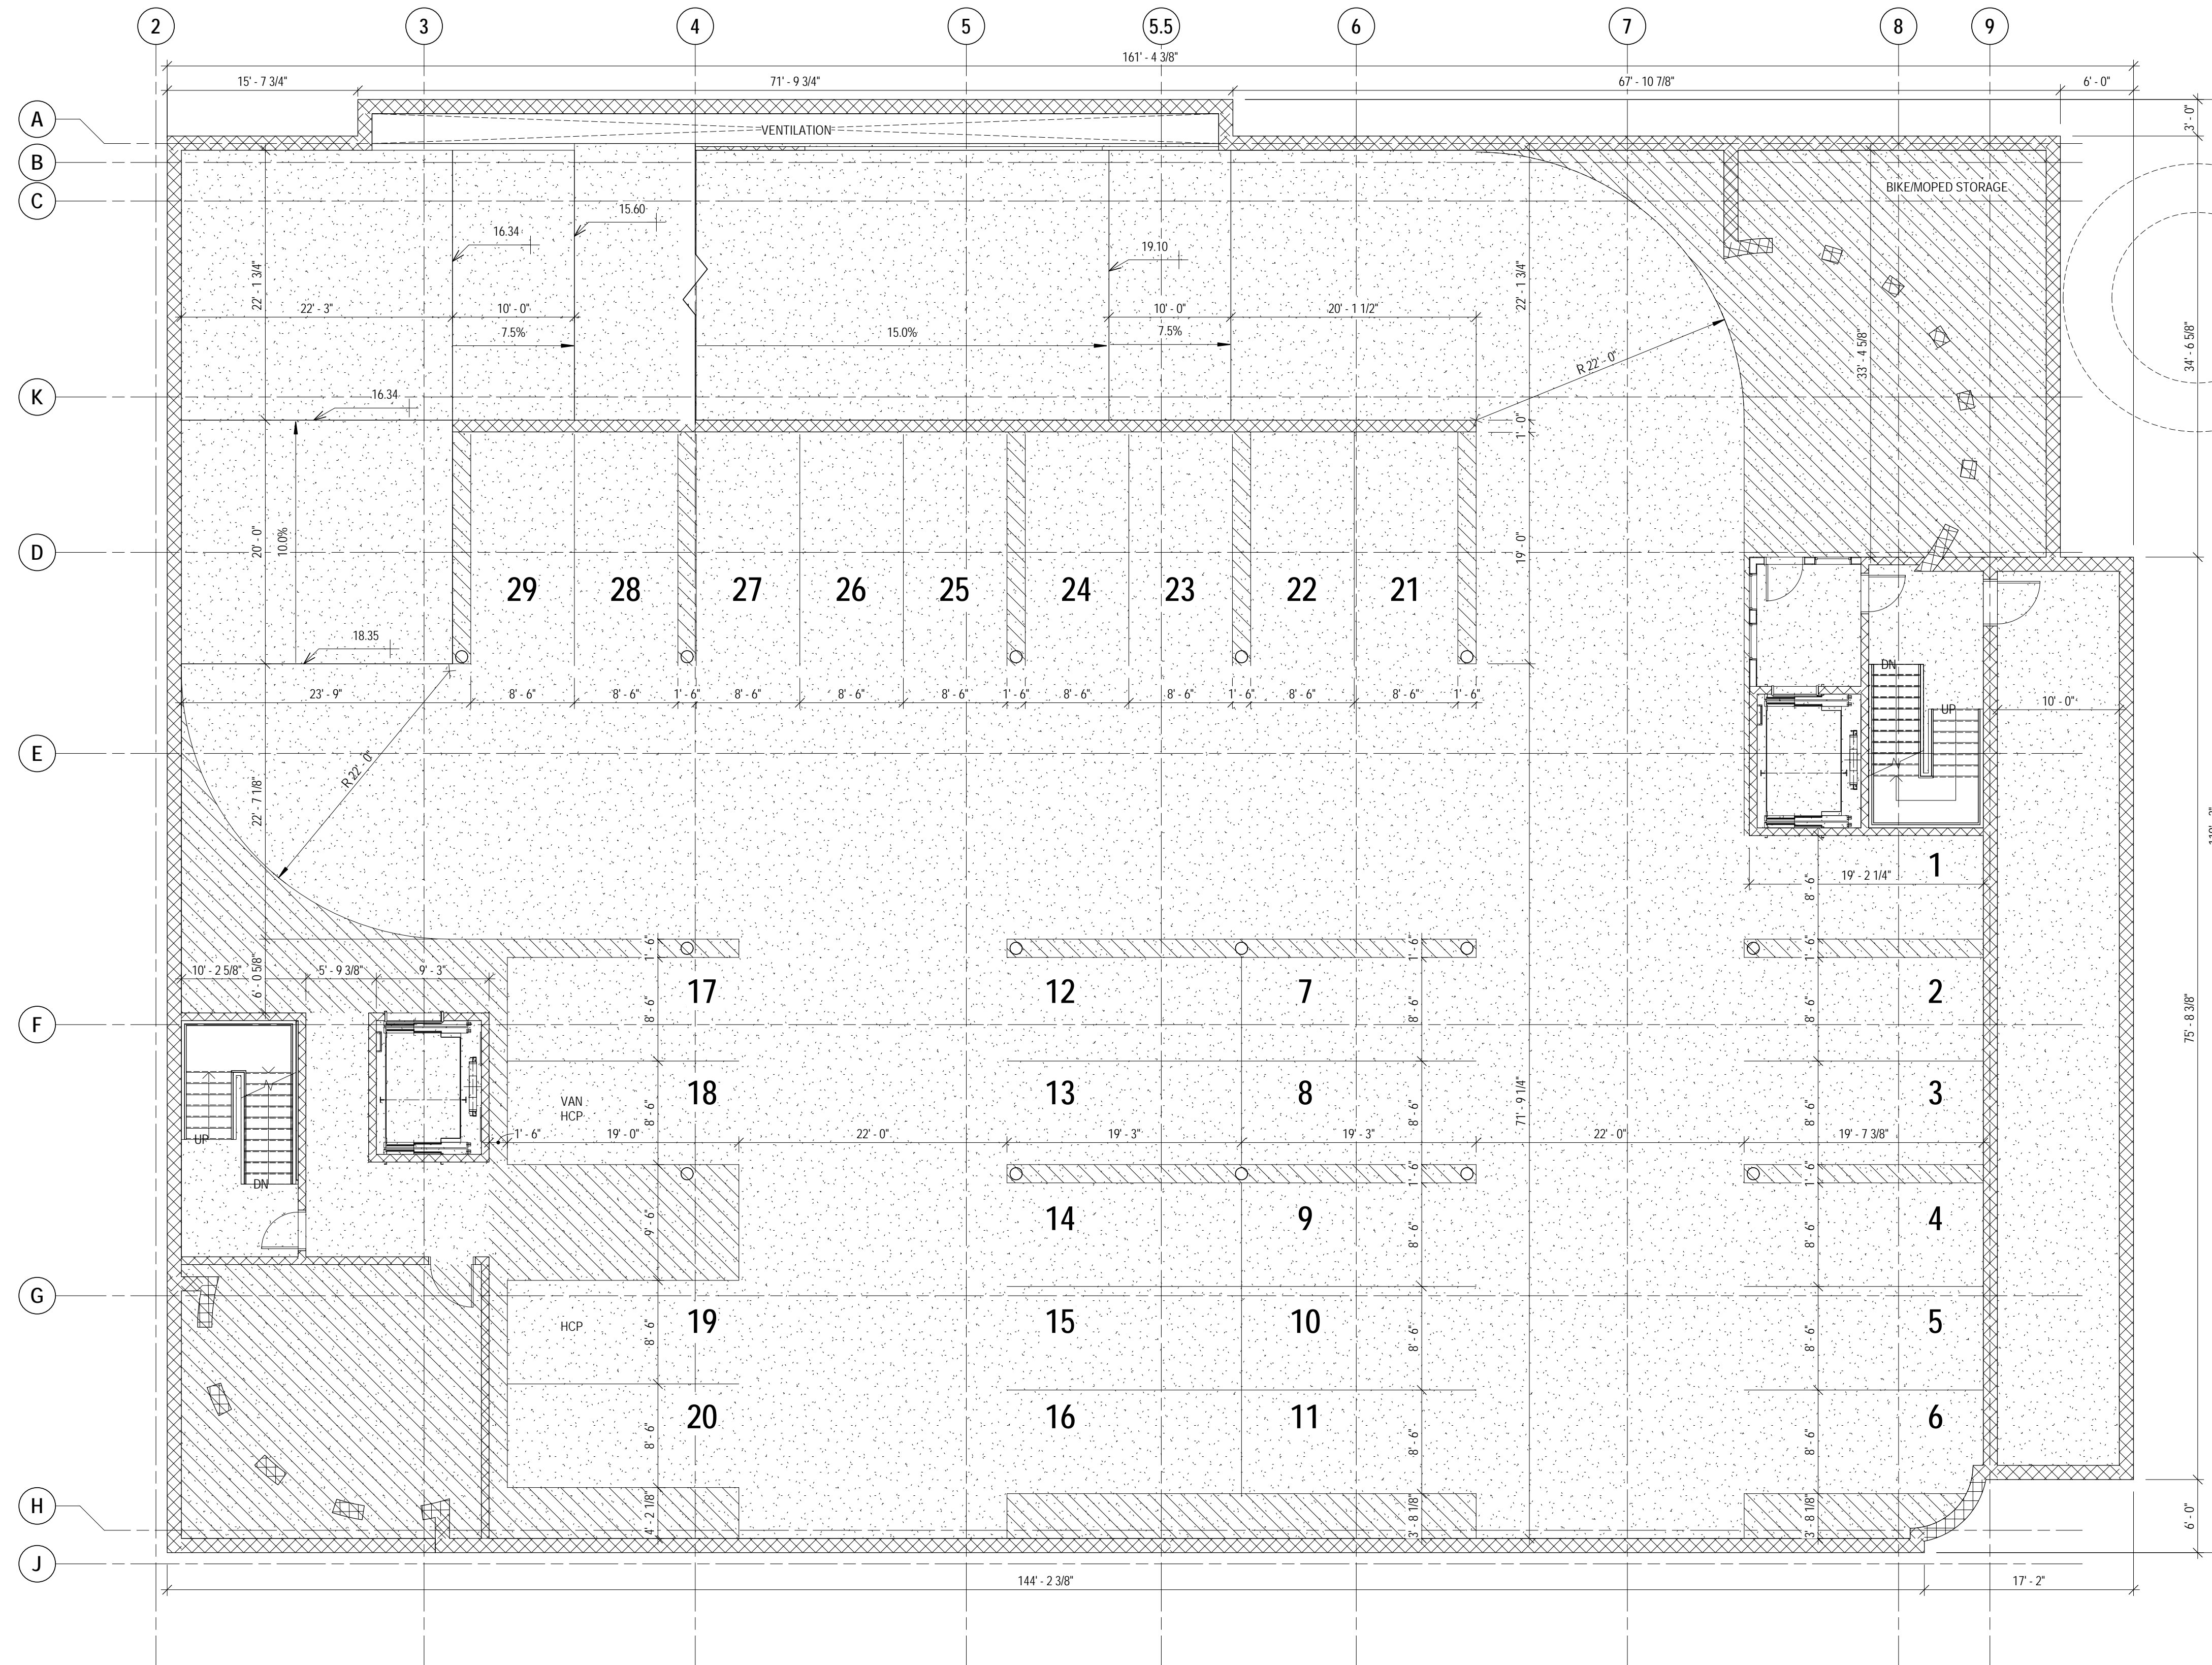 2 3 4 5 5.5 6 7 8 9
161' - 4 3/8"
15' - 7 3/4" 71' - 9 3/4" 67' - 10 7/8" 6' - 0"
A
3' - 0"
VENTILATION
B
BIKE/MOPED STORAGE
C
15.60
16.34
19.10
22' - 1 3/4"
22' - 1 3/4"
22' - 3" 10' - 0" 10' - 0" 20' - 1 1/2"
7.5% 15.0% 7.5%
R 22' - 0"
33' - 4 5/8"
34' - 6 5/8"
K
16.34
1' - 0"
20' - 0"
10.0%
19' - 0"
D
29 28 27 26 25 24 23 22 21
18.35
DN
23' - 9" 8' - 6" 8' - 6" 1' - 6" 8' - 6" 8' - 6" 8' - 6" 1' - 6" 8' - 6" 8' - 6" 1' - 6" 8' - 6" 8' - 6" 1' - 6"
UP
10' - 0"
E
R 22' - 0"
22' - 7 1/8"
1
19' - 2 1/4"
8' - 6"
1' - 6" 1' - 6" 1' - 6"
10' - 2 5/8" 5' - 9 3/8" 9' - 3"
6' - 0 5/8"
17 12 7 2
8' - 6" 8' - 6" 8' - 6"
F
75' - 8 3/8"
18 13 8 3
VAN
HCP
8' - 6" 8' - 6" 8' - 6"
71' - 9 1/4"
UP
1' - 6" 19' - 0" 22' - 0" 19' - 3" 19' - 3" 22' - 0" 19' - 7 3/8"
1' - 6" 1' - 6"
DN
9' - 6"
14 9 4
8' - 6" 8' - 6"
G
HCP
19 15 10 5
8' - 6" 8' - 6" 8' - 6"
20 16 11 6
8' - 6" 8' - 6" 8' - 6"
H
4' - 2 1/8" 3' - 8 1/8" 3' - 8 1/8"
6' - 0"
J
144' - 2 3/8" 17' - 2"